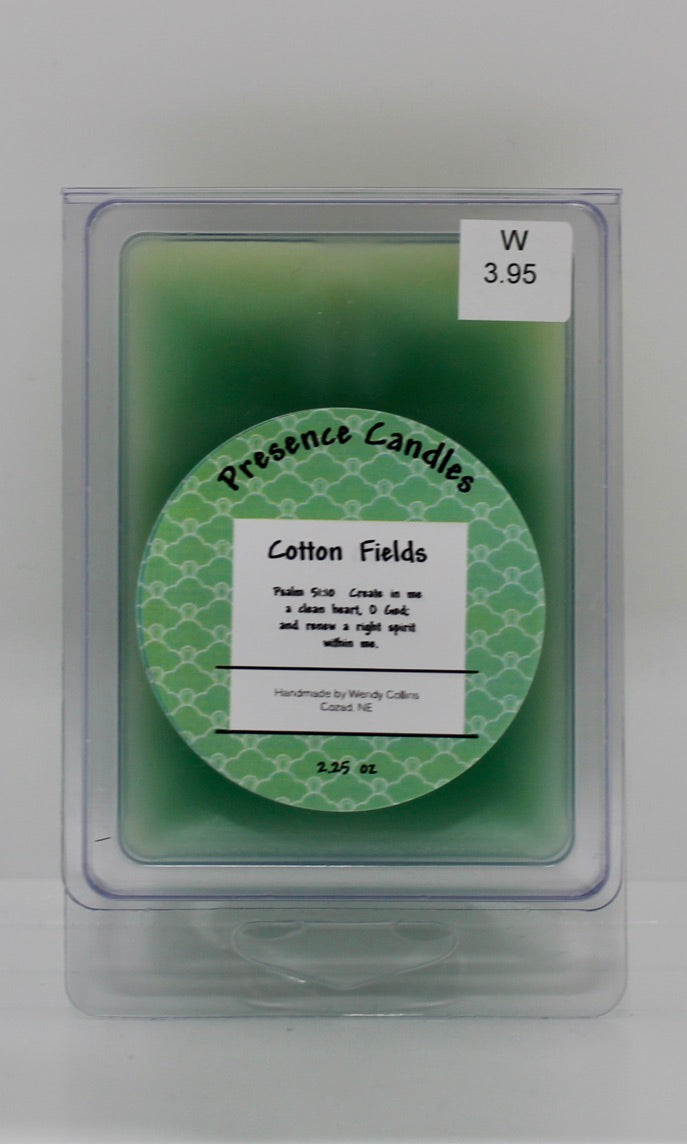 W
3.95
Presence Candles
Cotton Fields
Psalm 51:10 Create in me
a clean heart, O God;
and renew a right spirit
within me.
Handmade by Wendy Collins
Cozad, NE
2.25 oz